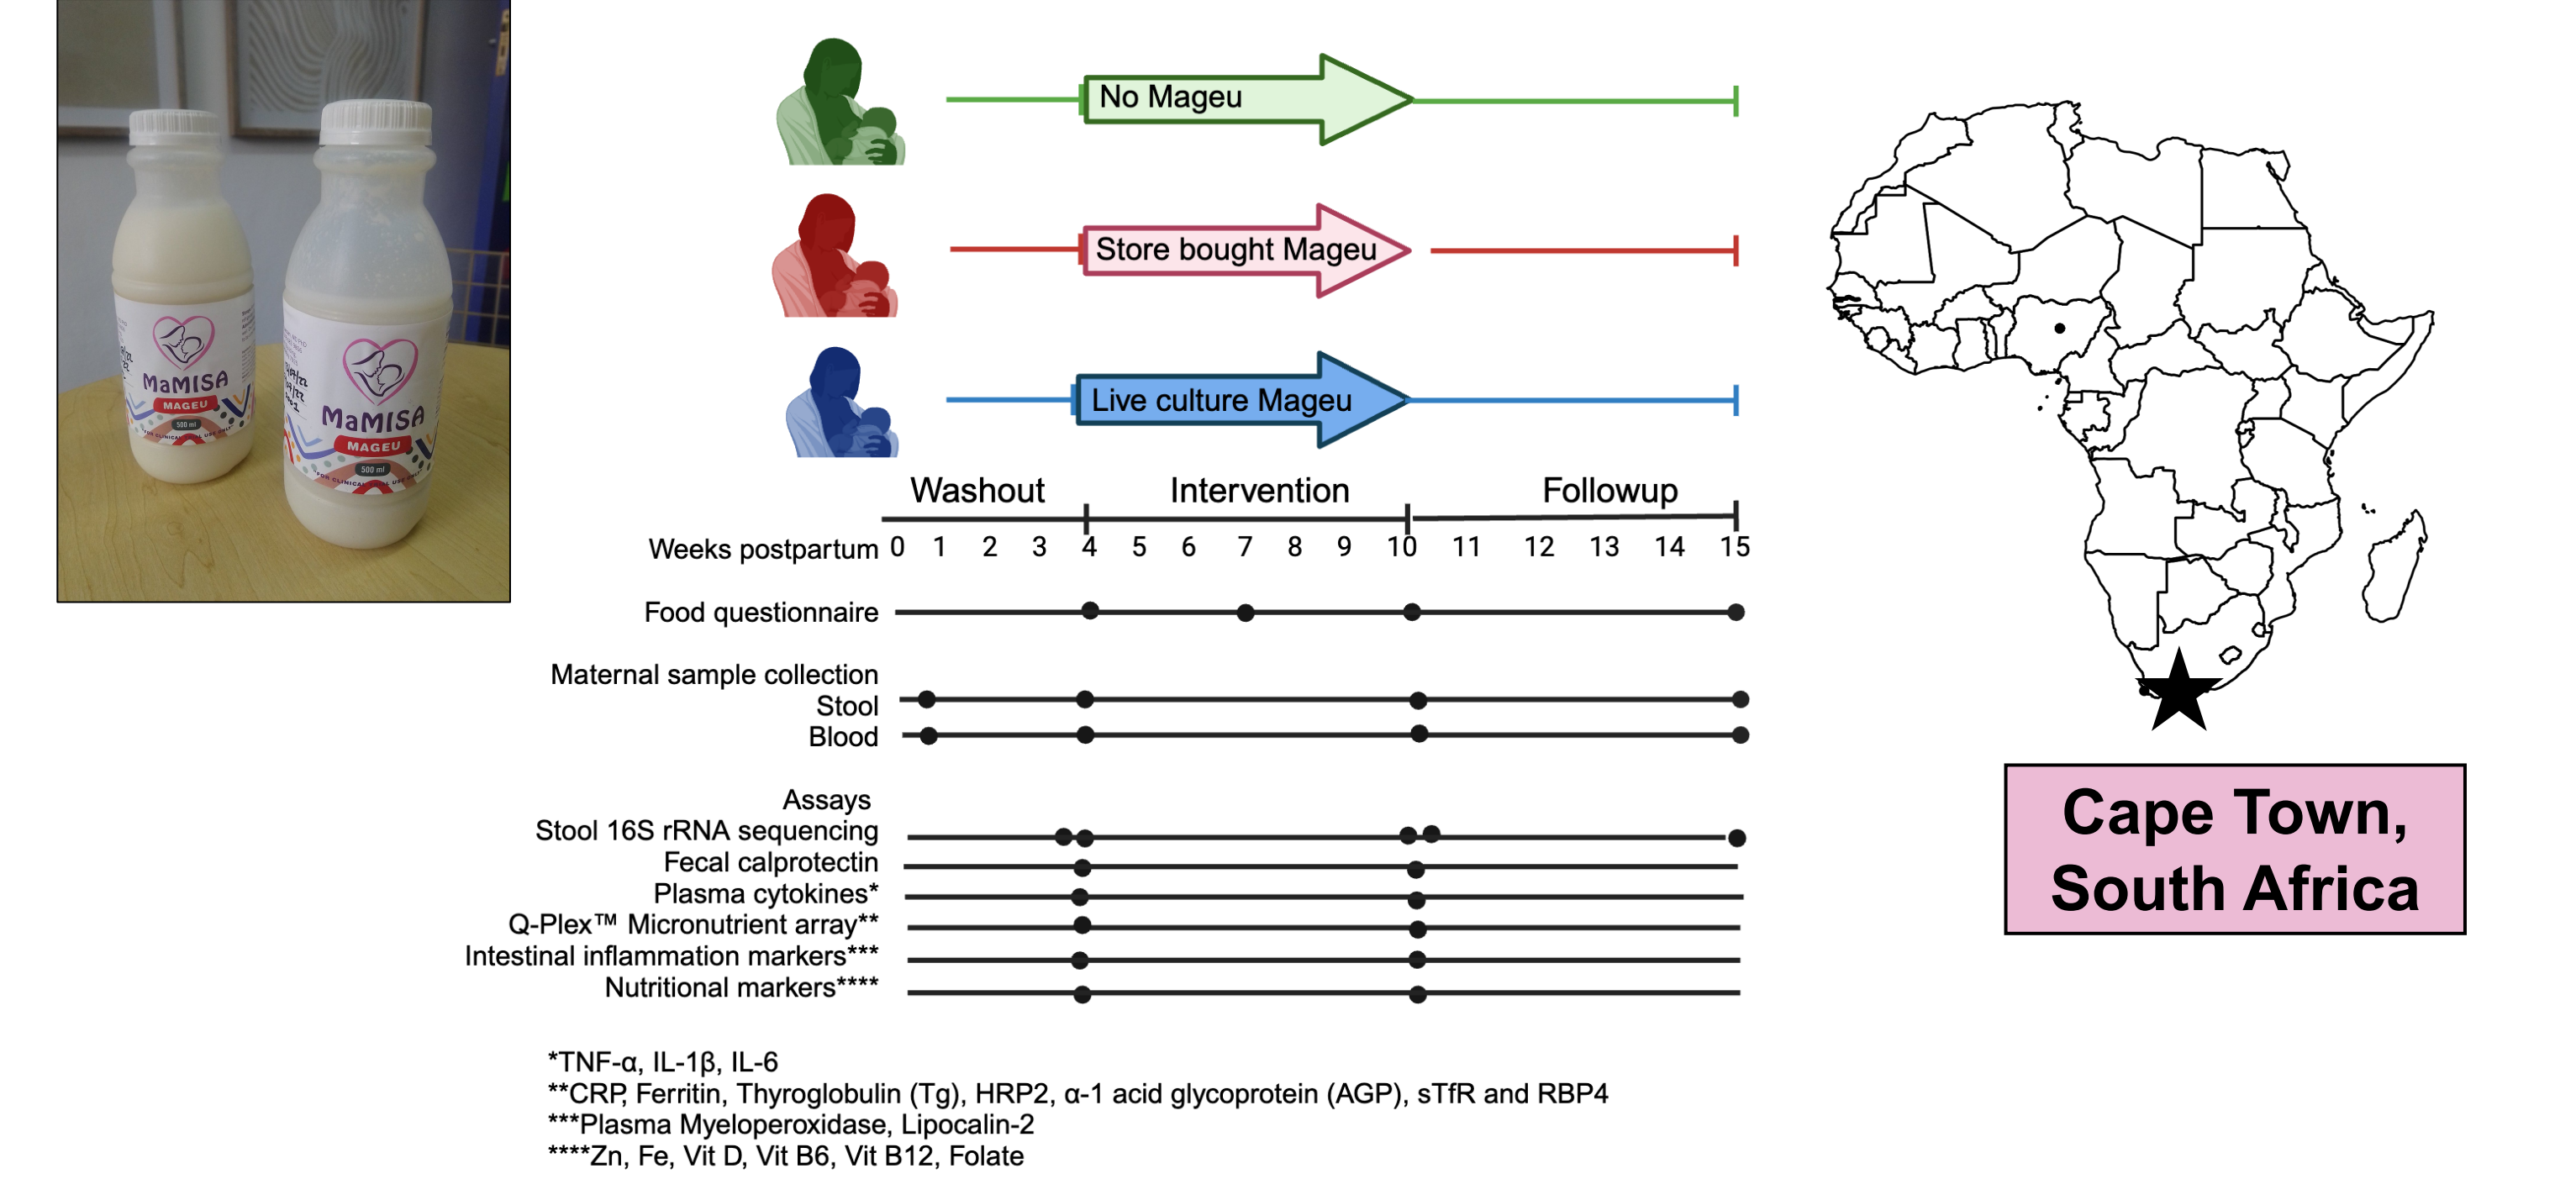 MaMISA
MAGEU
500 ml
MaMISA
MAGEU
500 ml
No Mageu
Store bought Mageu
Live culture Mageu
Washout Intervention Followup
Weeks postpartum 0 1 2 3 4 5 6 7 8 9 10 11 12 13 14 15
Food questionnaire
Maternal sample collection
Stool
Blood
Assays
Stool 16S rRNA sequencing
Fecal calprotectin
Plasma cytokines*
Q-Plex™ Micronutrient array**
Intestinal inflammation markers***
Nutritional markers****
*TNF-α, IL-1β, IL-6
**CRP, Ferritin, Thyroglobulin (Tg), HRP2, α-1 acid glycoprotein (AGP), sTfR and RBP4
***Plasma Myeloperoxidase, Lipocalin-2
****Zn, Fe, Vit D, Vit B6, Vit B12, Folate
Cape Town,
South Africa